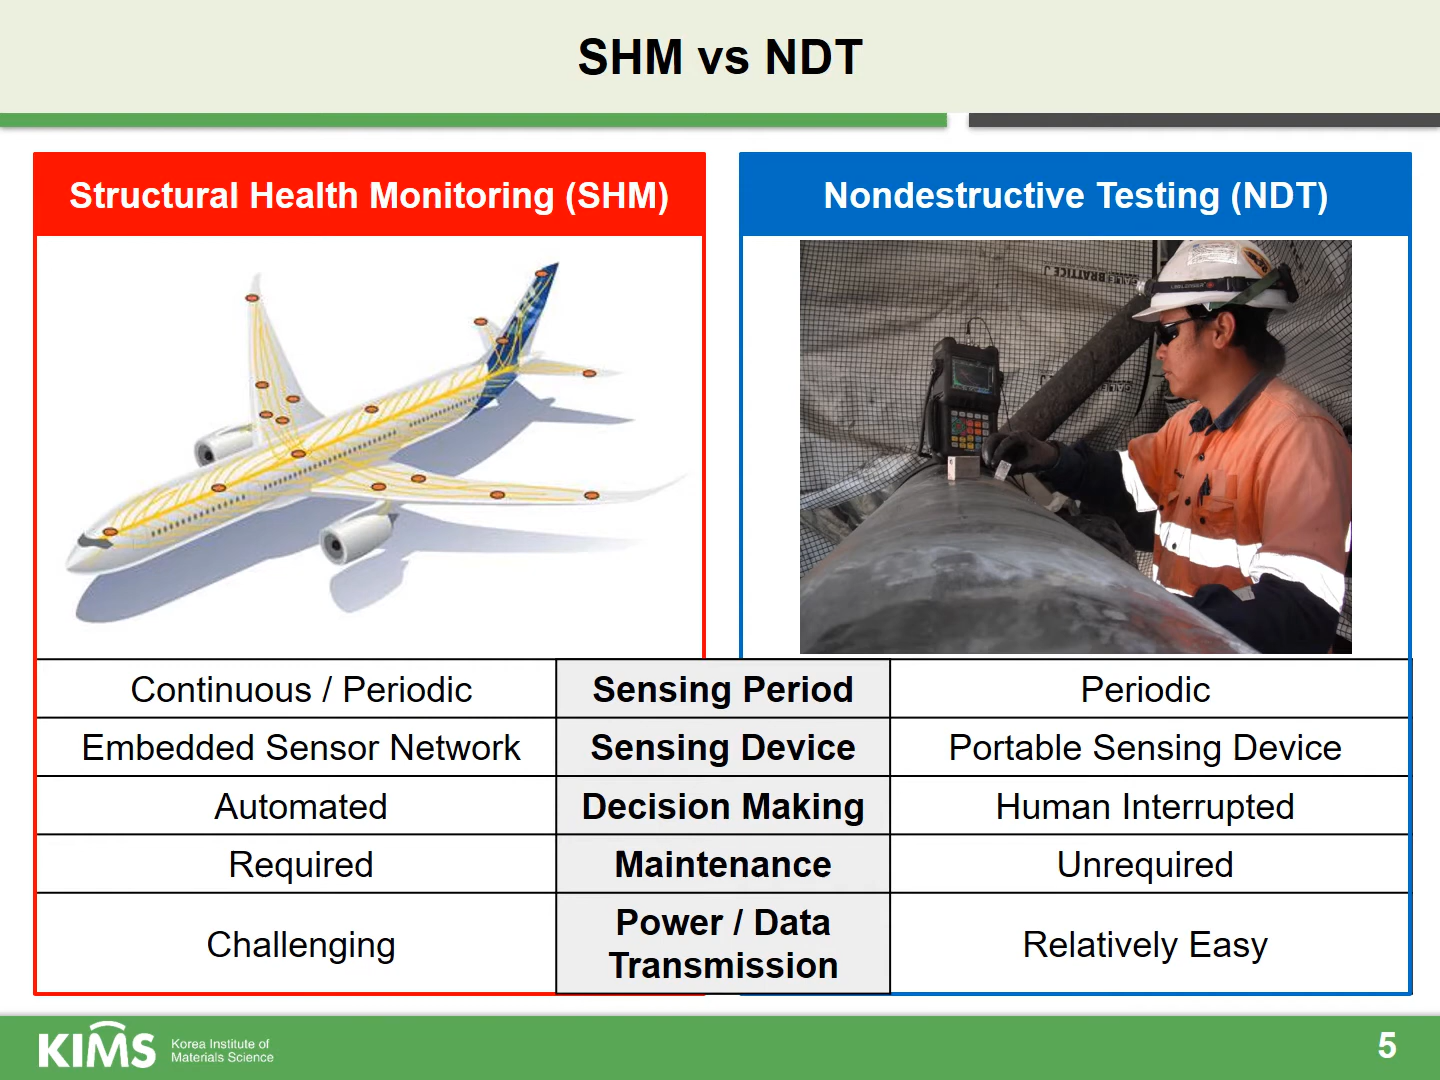 SHM vs NDT
Structural Health Monitoring (SHM)
Nondestructive Testing (NDT)
BRATTICE
Continuous / Periodic
Sensing Period
Periodic
Embedded Sensor Network
Sensing Device
Portable Sensing Device
Automated
Decision Making
Human Interrupted
Required
Maintenance
Unrequired
Challenging
Power / Data
Transmission
Relatively Easy
KIMS
Korea Institute of
Materials Science
5